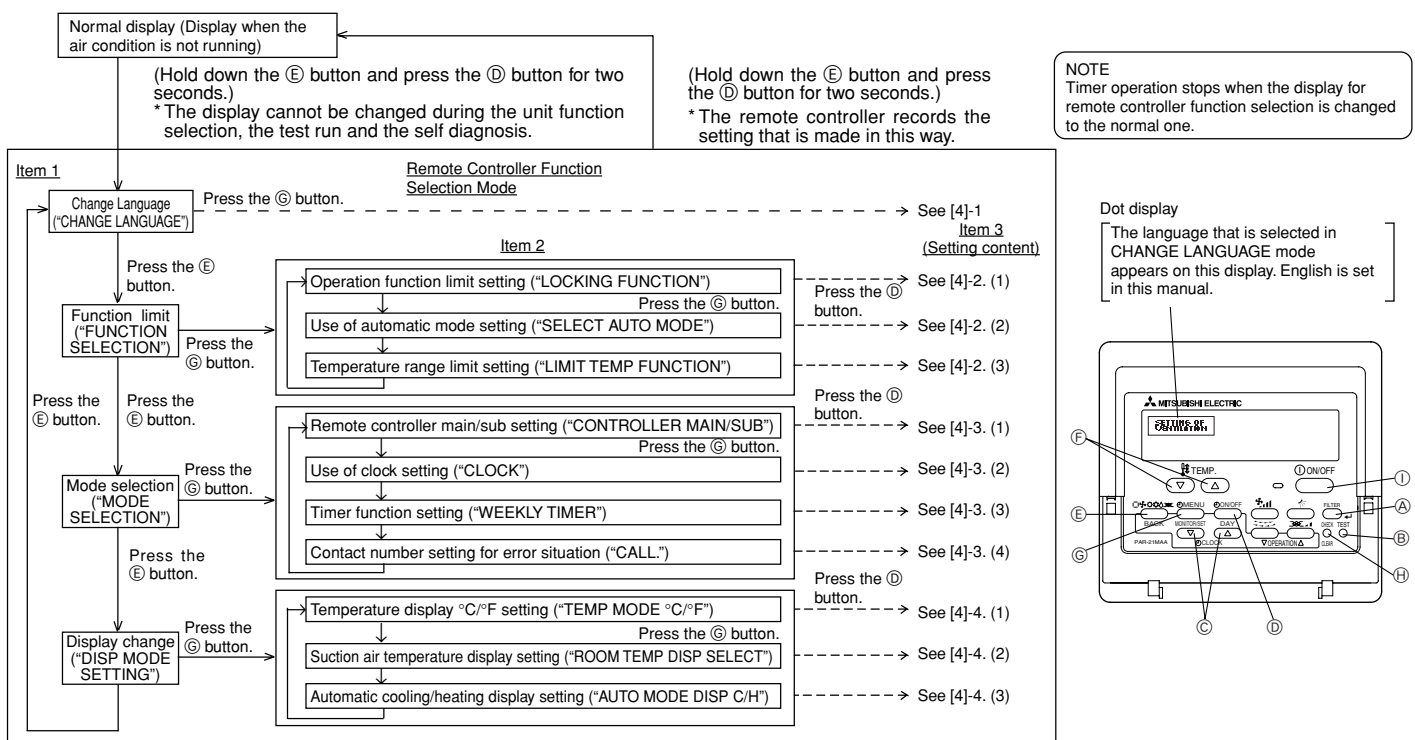 Normal display (Display when the
air condition is not running)
(Hold down the Ⓔ button and press the Ⓓ button for two
seconds.)
* The display cannot be changed during the unit function
selection, the test run and the self diagnosis.
(Hold down the Ⓔ button and press
the Ⓓ button for two seconds.)
* The remote controller records the
setting that is made in this way.
NOTE
Timer operation stops when the display for
remote controller function selection is changed
to the normal one.
Item 1
Remote Controller Function
Selection Mode
Change Language
(“CHANGE LANGUAGE”)
Press the Ⓖ button.
See [4]-1
Item 2
Item 3
(Setting content)
Press the Ⓔ
button.
Function limit
(“FUNCTION
SELECTION”)
Press the
Ⓖ button.
Operation function limit setting (“LOCKING FUNCTION”)
Press the Ⓖ button.
Use of automatic mode setting (“SELECT AUTO MODE”)
Temperature range limit setting (“LIMIT TEMP FUNCTION”)
Press the Ⓓ
button.
See [4]-2. (1)
See [4]-2. (2)
See [4]-2. (3)
Press the
Ⓔ button.
Press the
Ⓔ button.
Mode selection
(“MODE
SELECTION”)
Press the
Ⓖ button.
Remote controller main/sub setting (“CONTROLLER MAIN/SUB”)
Press the Ⓖ button.
Use of clock setting (“CLOCK”)
Timer function setting (“WEEKLY TIMER”)
Contact number setting for error situation (“CALL.”)
Press the Ⓓ
button.
See [4]-3. (1)
See [4]-3. (2)
See [4]-3. (3)
See [4]-3. (4)
Press the
Ⓔ button.
Display change
(“DISP MODE
SETTING”)
Press the
Ⓖ button.
Temperature display °C/°F setting (“TEMP MODE °C/°F”)
Press the Ⓖ button.
Suction air temperature display setting (“ROOM TEMP DISP SELECT”)
Automatic cooling/heating display setting (“AUTO MODE DISP C/H”)
Press the Ⓓ
button.
See [4]-4. (1)
See [4]-4. (2)
See [4]-4. (3)
Dot display
The language that is selected in
CHANGE LANGUAGE mode
appears on this display. English is set
in this manual.
MITSUBISHI ELECTRIC
SETTING OF
VENTILATION
Ⓕ
TEMP.
ON/OFF
Ⓘ
Ⓔ
MENU
ON/OFF
FILTER
Ⓐ
BACK
MONITOR/SET
DAY
CHECK TEST
Ⓑ
Ⓖ
PAR-21MAA
CLOCK
▽OPERATION△
CLEAR
Ⓗ
Ⓒ
Ⓓ